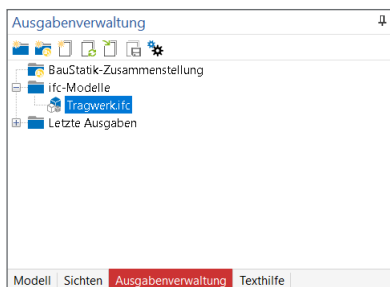 Ausgabenverwaltung
BauStatik-Zusammenstellung
ifc-Modelle
Tragwerk.ifc
Letzte Ausgaben
Modell Sichten Ausgabenverwaltung Texthilfe